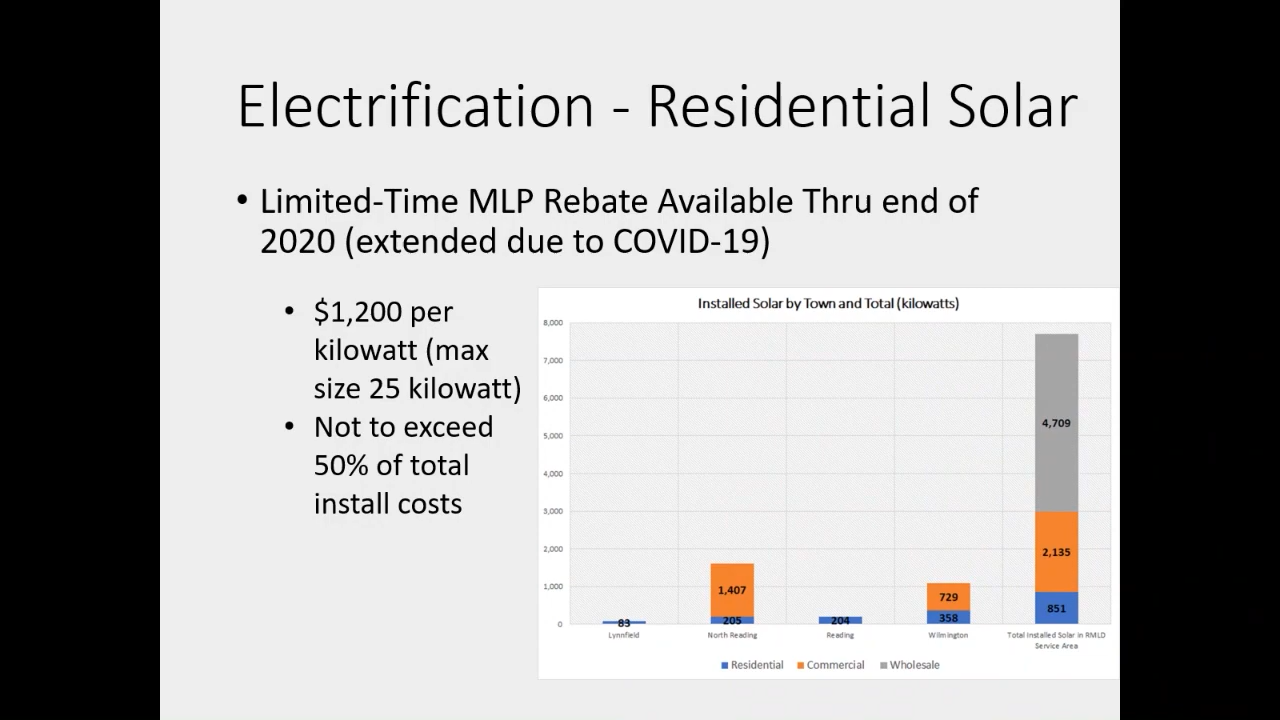 Electrification - Residential Solar
• Limited-Time MLP Rebate Available Thru end of
2020 (extended due to COVID-19)
• $1,200 per
kilowatt (max
size 25 kilowatt)
• Not to exceed
50% of total
install costs
Installed Solar by Town and Total (kilowatts)
8,000
7,000
6,000
5,000
4,000
3,000
2,000
1,000
0
83
1,407
205
204
729
358
4,709
2,135
851
Lynnfield
North Reading
Reading
Wilmington
Total Installed Solar in RMLD
Service Area
Residential Commercial Wholesale